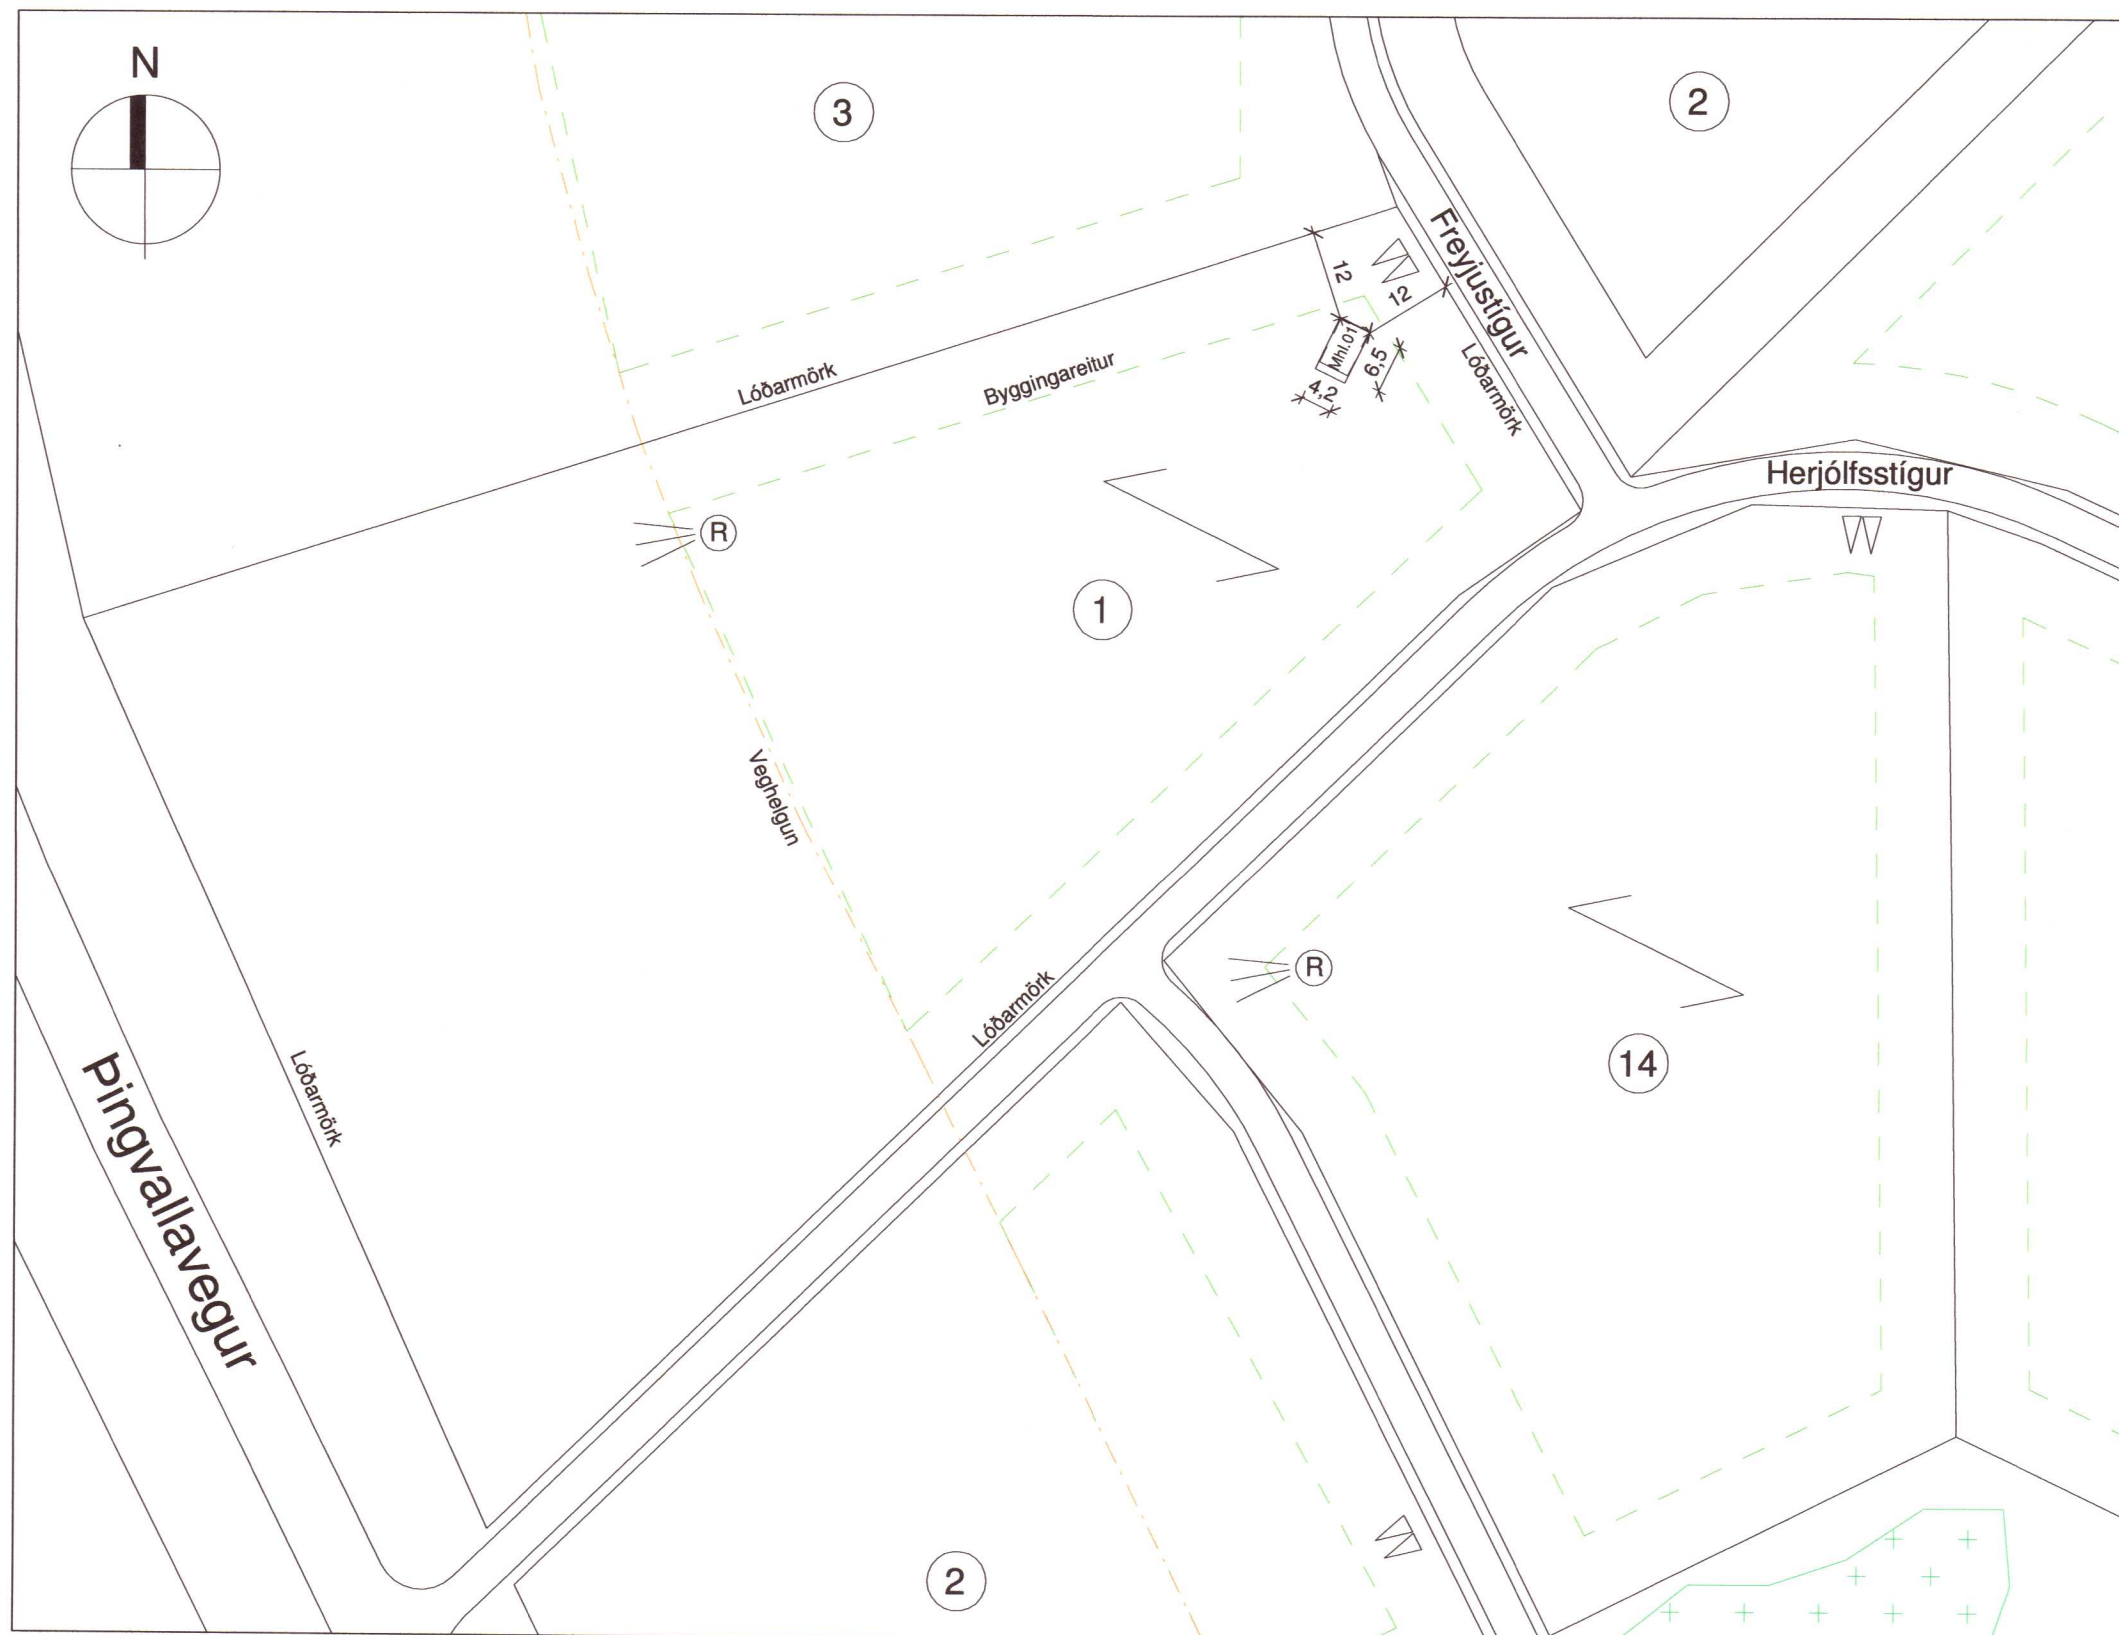 N
3
2
Freyjustígur
12
12
Mhl.01
6,5
4,2
Lóðarmörk
Lóðarmörk
Byggingareitur
Herjólfsstígur
R
1
Veghelgun
Lóðarmörk
R
14
Lóðarmörk
Þingvallavegur
2